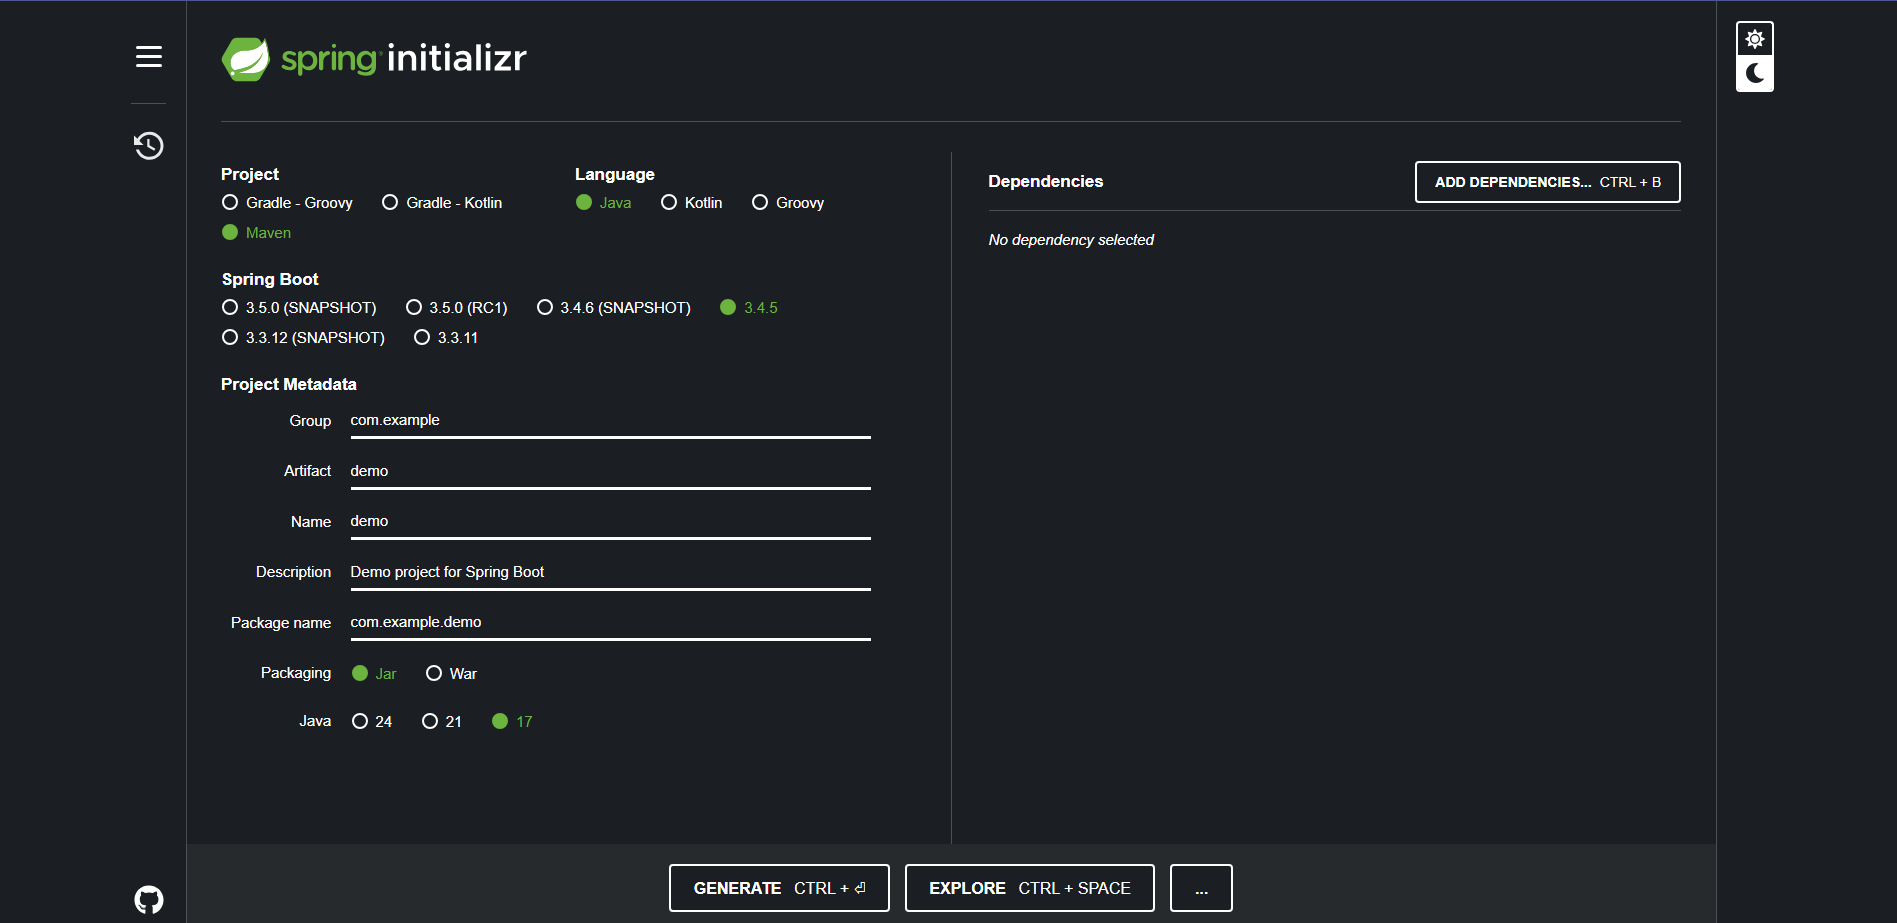 spring initializr
Project
Gradle - Groovy Gradle - Kotlin
Maven
Language
Java Kotlin Groovy
Spring Boot
3.5.0 (SNAPSHOT) 3.5.0 (RC1) 3.4.6 (SNAPSHOT) 3.4.5
3.3.12 (SNAPSHOT) 3.3.11
Project Metadata
Group com.example
Artifact demo
Name demo
Description Demo project for Spring Boot
Package name com.example.demo
Packaging Jar War
Java 24 21 17
Dependencies
ADD DEPENDENCIES... CTRL + B
No dependency selected
GENERATE CTRL + ⏎
EXPLORE CTRL + SPACE
...